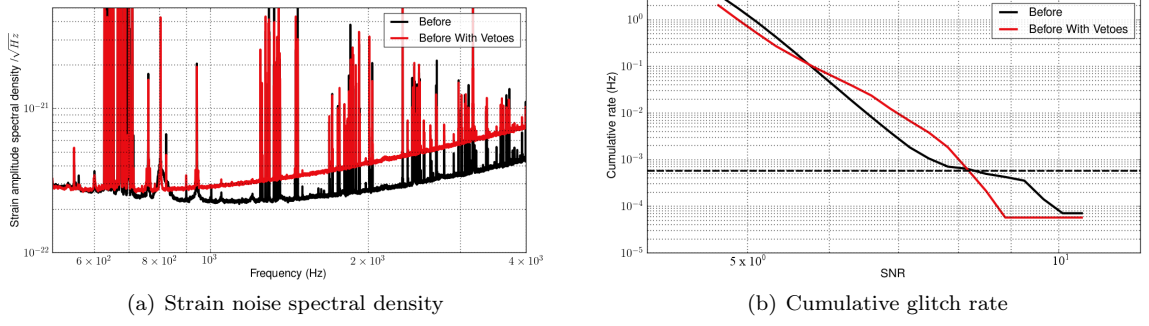 Before
Before With Vetoes
Strain amplitude spectral density /√Hz
10⁻²¹
10⁻²²
6 × 10²
8 × 10²
10³
2 × 10³
4 × 10³
Frequency (Hz)
(a) Strain noise spectral density
Before
Before With Vetoes
Cumulative rate (Hz)
10⁰
10⁻¹
10⁻²
10⁻³
10⁻⁴
10⁻⁵
5 x 10⁰
10¹
SNR
(b) Cumulative glitch rate